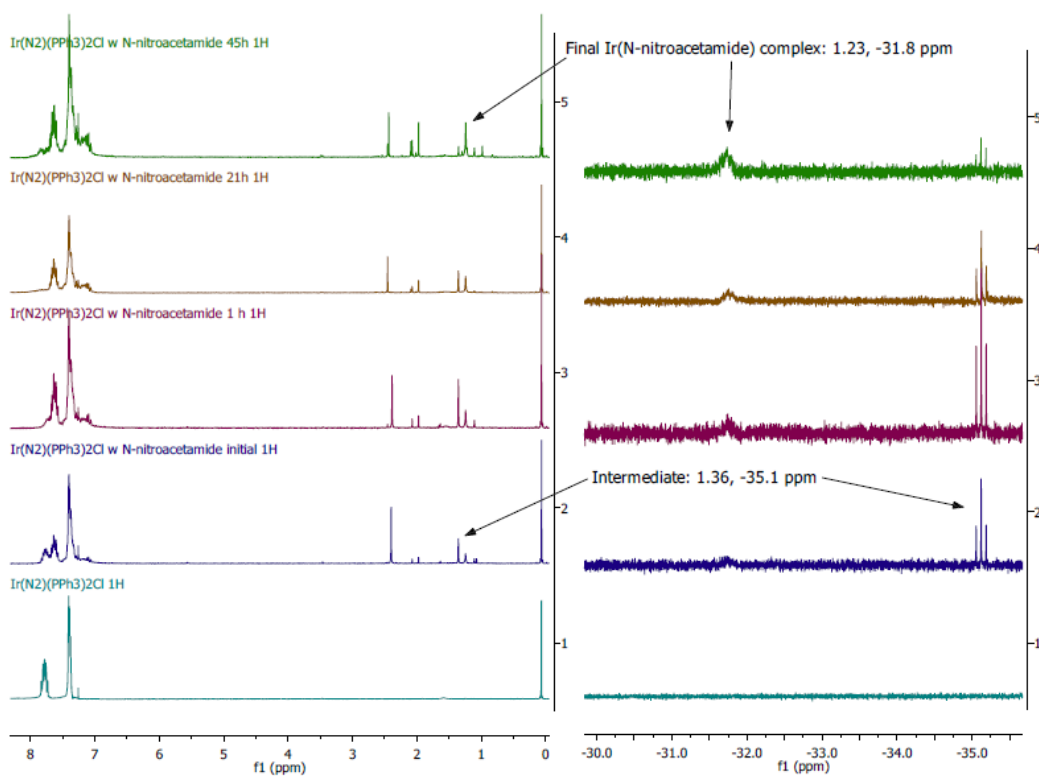 Ir(N2)(PPh3)2Cl w N-nitroacetamide 45h 1H
Final Ir(N-nitroacetamide) complex: 1.23, -31.8 ppm
5
5
Ir(N2)(PPh3)2Cl w N-nitroacetamide 21h 1H
4
4
Ir(N2)(PPh3)2Cl w N-nitroacetamide 1 h 1H
3
3
Ir(N2)(PPh3)2Cl w N-nitroacetamide initial 1H
Intermediate: 1.36, -35.1 ppm
2
2
Ir(N2)(PPh3)2Cl 1H
1
1
8 7 6 5 4 3 2 1 0
f1 (ppm)
-30.0 -31.0 -32.0 -33.0 -34.0 -35.0
f1 (ppm)